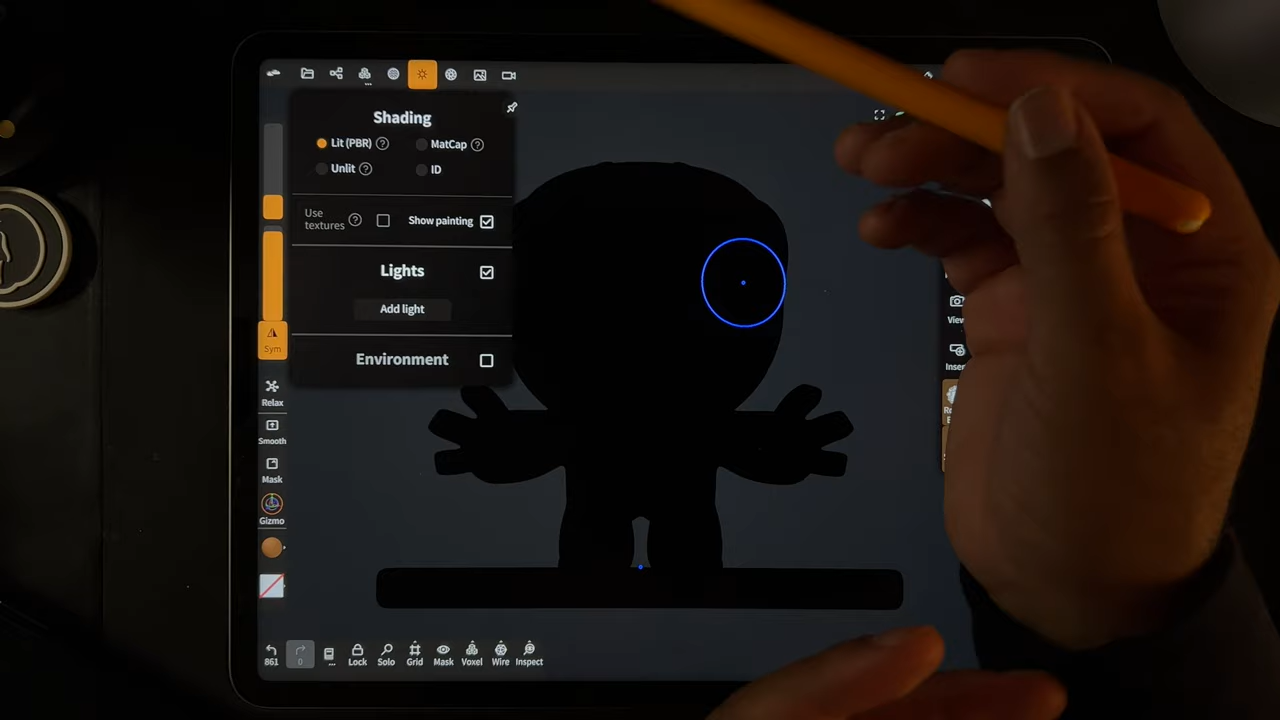 Shading
Lit (PBR) ?
MatCap ?
Unlit ?
ID
Use
textures ?
Show painting
Lights
Add light
Environment
Sym
Relax
Smooth
Mask
Gizmo
View
Inser
861
0
Lock
Solo
Grid
Mask
Voxel
Wire
Inspect